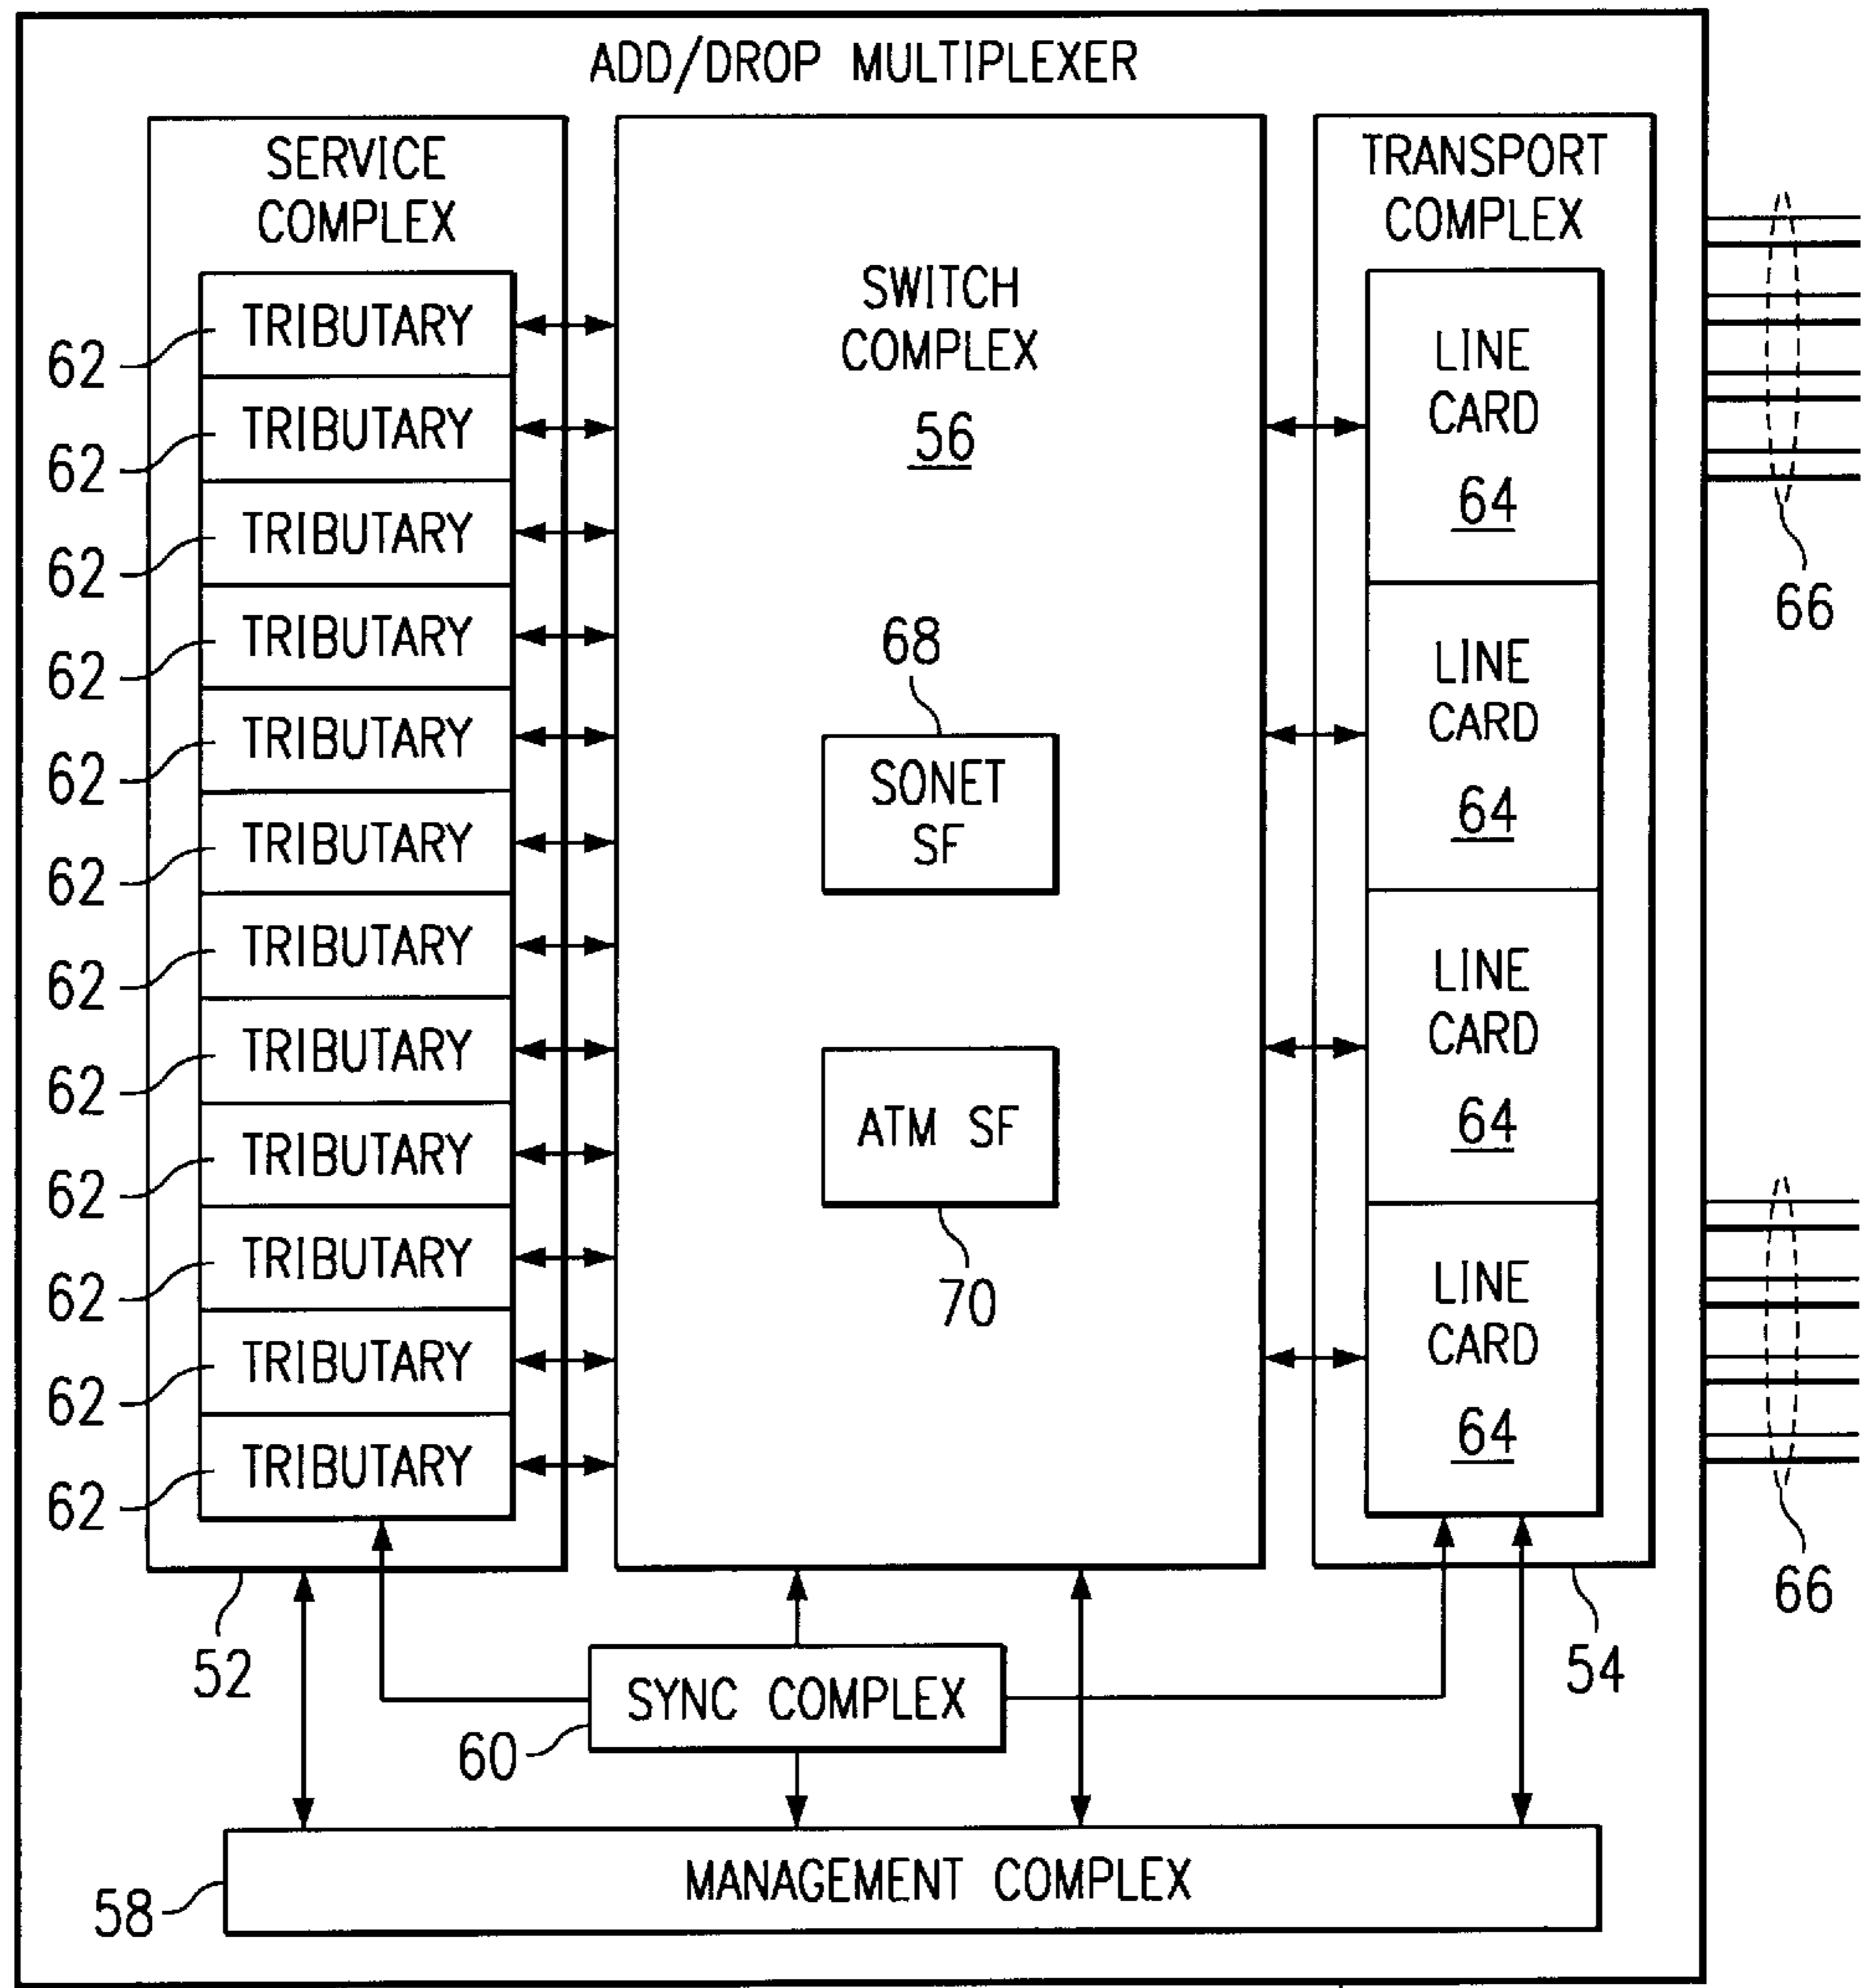 ADD/DROP MULTIPLEXER
SERVICE
COMPLEX
62
TRIBUTARY
62
TRIBUTARY
62
TRIBUTARY
62
TRIBUTARY
62
TRIBUTARY
62
TRIBUTARY
62
TRIBUTARY
62
TRIBUTARY
62
TRIBUTARY
62
TRIBUTARY
62
TRIBUTARY
62
TRIBUTARY
52
SWITCH
COMPLEX
56
68
SONET
SF
ATM SF
70
TRANSPORT
COMPLEX
LINE
CARD
64
LINE
CARD
64
LINE
CARD
64
LINE
CARD
64
54
66
66
SYNC COMPLEX
60
MANAGEMENT COMPLEX
58